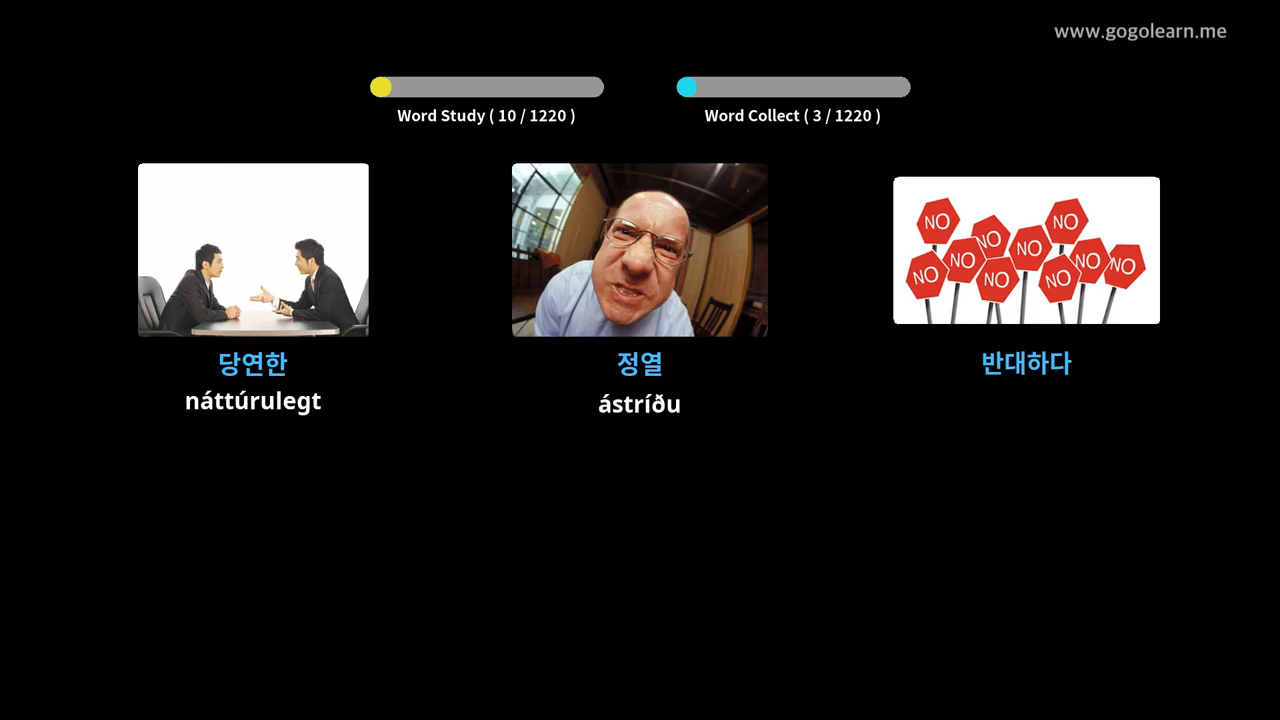 www.gogolearn.me
Word Study ( 10 / 1220 )
Word Collect ( 3 / 1220 )
NO
NO
NO
NO
NO
NO
NO
NO
NO
NO
당연한
정열
반대하다
náttúrulegt
ástríðu